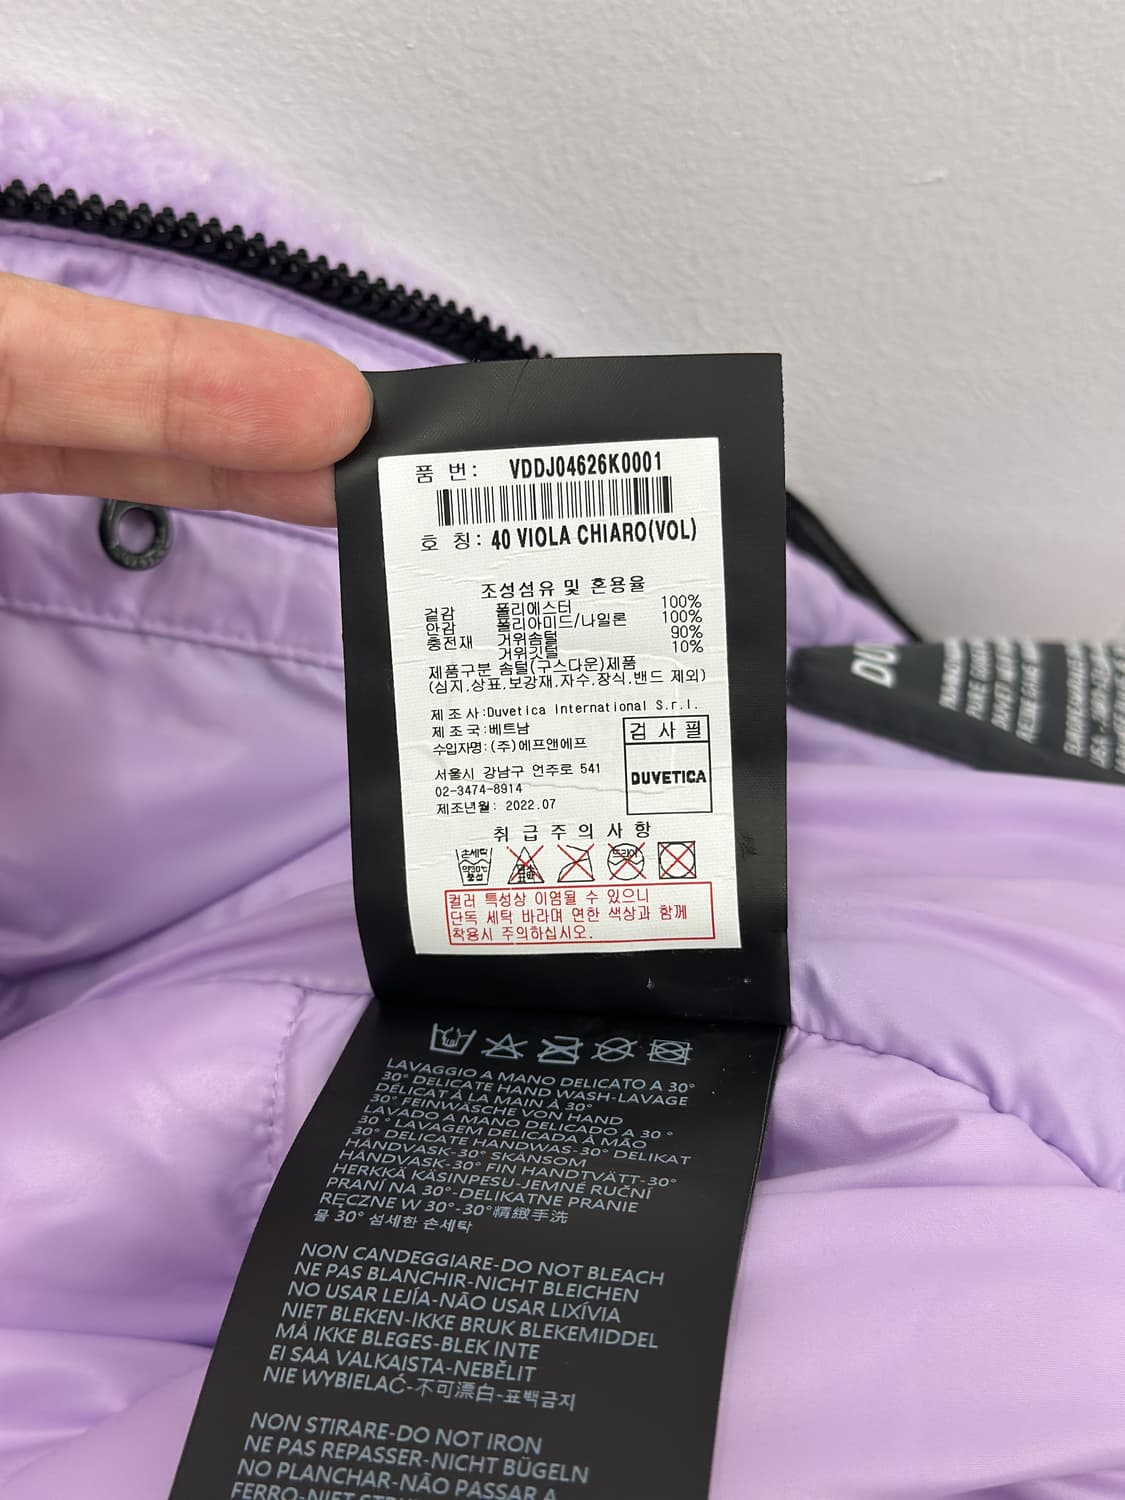 품 번: VDDJ04626K0001
호 칭: 40 VIOLA CHIARO(VOL)
조성섬유 및 혼용율
겉감 폴리에스터 100%
안감 폴리아미드/나일론 100%
충전재 거위솜털 90%
거위깃털 10%
제품구분 솜털(구스다운)제품
(심지.상표.보강재.자수.장식.밴드 제외)
제 조 사:Duvetica International S.r.l.
제 조 국:베트남
수입자명:(주)에프앤에프
서울시 강남구 언주로 541
02-3474-8914
제조년월: 2022.07
검 사 필
DUVETICA
취 급 주 의 사 항
손세탁
약30℃
중성
드라이
컬러 특성상 이염될 수 있으니
단독 세탁 바라며 연한 색상과 함께
착용시 주의하십시오.
LAVAGGIO A MANO DELICATO A 30°
30° DELICATE HAND WASH-LAVAGE
DÉLICAT À LA MAIN À 30°
30° FEINWÄSCHE VON HAND
LAVADO A MANO DELICADO A 30 °
30 ° LAVAGEM DELICADA À MÃO
30° DELICATE HANDWAS-30° DELIKAT
HÅNDVASK-30° SKÅNSOM
HÅNDVASK-30° FIN HANDTVÄTT-30°
HERKKÄ KÄSINPESU-JEMNÉ RUČNÍ
PRANÍ NA 30°-DELIKATNE PRANIE
RĘCZNE W 30°-30°精緻手洗
물 30° 섬세한 손세탁
NON CANDEGGIARE-DO NOT BLEACH
NE PAS BLANCHIR-NICHT BLEICHEN
NO USAR LEJÍA-NÃO USAR LIXÍVIA
NIET BLEKEN-IKKE BRUK BLEKEMIDDEL
MÅ IKKE BLEGES-BLEK INTE
EI SAA VALKAISTA-NEBĚLIT
NIE WYBIELAĆ-不可漂白-표백금지
NON STIRARE-DO NOT IRON
NE PAS REPASSER-NICHT BÜGELN
NO PLANCHAR-NÃO PASSAR A
DU